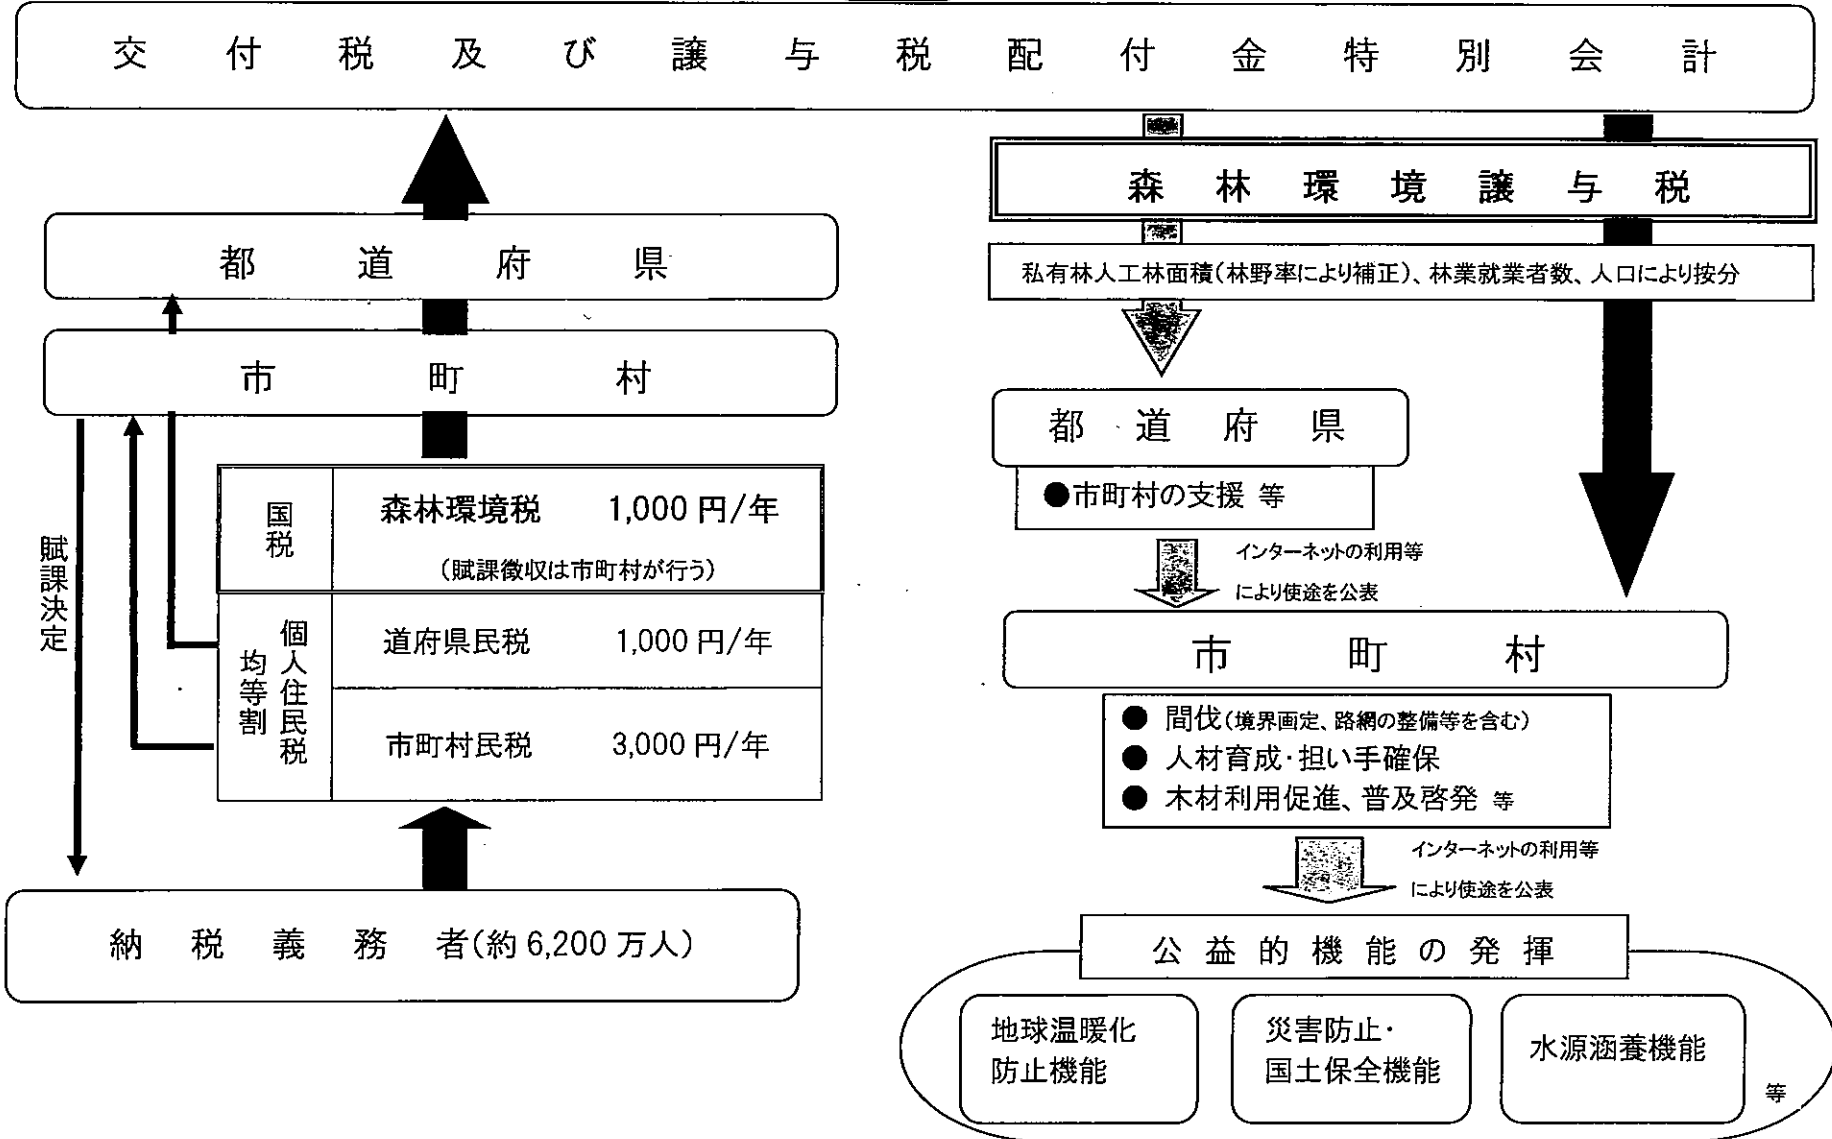 交付税及び譲与税配付金特別会計
都道府県
市町村
賦課決定
国税
森林環境税 1,000円/年
(賦課徴収は市町村が行う)
個人住民税
均等割
道府県民税 1,000円/年
市町村民税 3,000円/年
納税義務者(約6,200万人)
森林環境譲与税
私有林人工林面積(林野率により補正)、林業就業者数、人口により按分
都道府県
●市町村の支援 等
インターネットの利用等
により使途を公表
市町村
● 間伐(境界画定、路網の整備等を含む)
● 人材育成・担い手確保
● 木材利用促進、普及啓発 等
インターネットの利用等
により使途を公表
公益的機能の発揮
地球温暖化
防止機能
災害防止・
国土保全機能
水源涵養機能
等